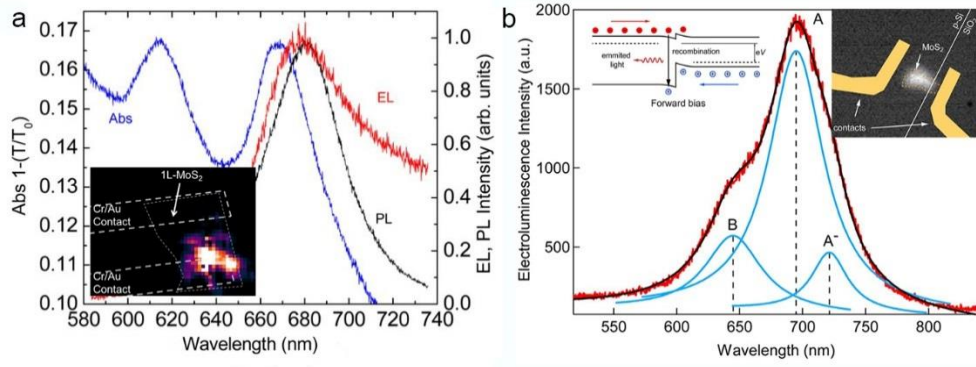 a
Abs 1-(T/T₀)
0.17
0.16
0.15
0.14
0.13
0.12
0.11
0.10
Abs
EL
PL
1L-MoS₂
Cr/Au
Contact
Cr/Au
Contact
1.0
0.8
0.6
0.4
0.2
0.0
EL, PL Intensity (arb. units)
580 600 620 640 660 680 700 720 740
Wavelength (nm)
b
Electroluminescence Intensity (a.u.)
2000
1500
1000
500
recombination
eV
emmited
light
Forward bias
A
B
A⁻
p-Si
SiO₂
MoS₂
contacts
550 600 650 700 750 800
Wavelength (nm)